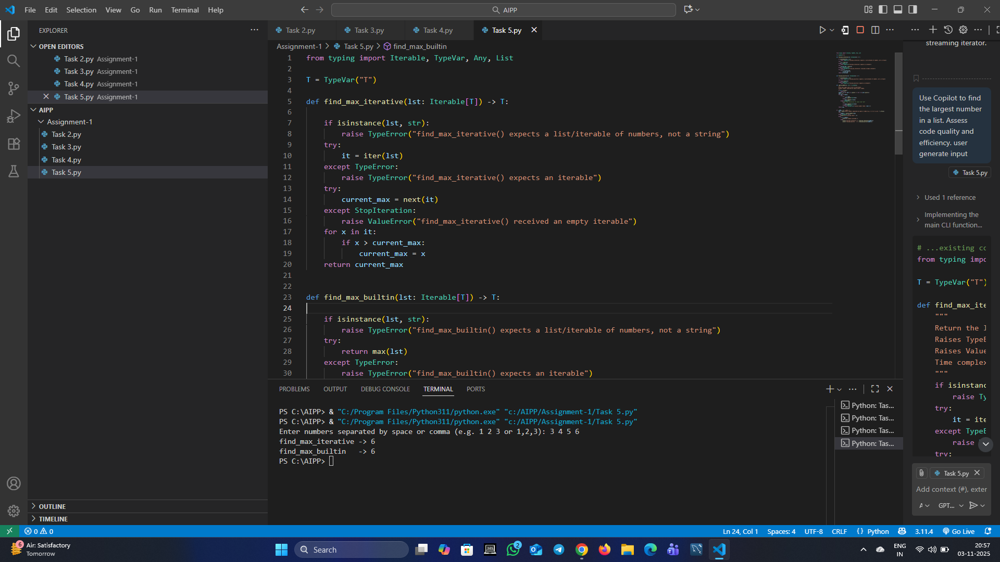 File Edit Selection View Go Run Terminal Help
AIPP
EXPLORER
OPEN EDITORS
Task 2.py Assignment-1
Task 3.py Assignment-1
Task 4.py Assignment-1
Task 5.py Assignment-1
AIPP
Assignment-1
Task 2.py
Task 3.py
Task 4.py
Task 5.py
OUTLINE
TIMELINE
Task 2.py Task 3.py Task 4.py Task 5.py
Assignment-1 > Task 5.py > find_max_builtin
1 from typing import Iterable, TypeVar, Any, List
2
3 T = TypeVar("T")
4
5 def find_max_iterative(lst: Iterable[T]) -> T:
6
7 if isinstance(lst, str):
8 raise TypeError("find_max_iterative() expects a list/iterable of numbers, not a string")
9 try:
10 it = iter(lst)
11 except TypeError:
12 raise TypeError("find_max_iterative() expects an iterable")
13 try:
14 current_max = next(it)
15 except StopIteration:
16 raise ValueError("find_max_iterative() received an empty iterable")
17 for x in it:
18 if x > current_max:
19 current_max = x
20 return current_max
21
22
23 def find_max_builtin(lst: Iterable[T]) -> T:
24
25 if isinstance(lst, str):
26 raise TypeError("find_max_builtin() expects a list/iterable of numbers, not a string")
27 try:
28 return max(lst)
29 except TypeError:
30 raise TypeError("find_max_builtin() expects an iterable")
PROBLEMS OUTPUT DEBUG CONSOLE TERMINAL PORTS
PS C:\AIPP> & "C:/Program Files/Python311/python.exe" "c:/AIPP/Assignment-1/Task 5.py"
PS C:\AIPP> & "C:/Program Files/Python311/python.exe" "c:/AIPP/Assignment-1/Task 5.py"
Enter numbers separated by space or comma (e.g. 1 2 3 or 1,2,3): 3 4 5 6
find_max_iterative -> 6
find_max_builtin -> 6
PS C:\AIPP>
Python: Tas...
Python: Tas...
Python: Tas...
Python: Tas...
streaming iterator.
Use Copilot to find
the largest number
in a list. Assess
code quality and
efficiency. user
generate input
Task 5.py
Used 1 reference
Implementing the
main CLI function...
# ...existing cc
from typing impo
T = TypeVar("T")
def find_max_ite
"""
Return the l
Raises TypeE
Raises Value
Time complex
"""
if isinstanc
raise Ty
try:
it = ite
except TypeE
raise
try:
Task 5.py
Add context (#), exter
A GPT...
0 0
Ln 24, Col 1 Spaces: 4 UTF-8 CRLF {} Python 3.11.4 Go Live
6
Air: Satisfactory
Tomorrow
Search
2
ENG
IN
20:57
03-11-2025